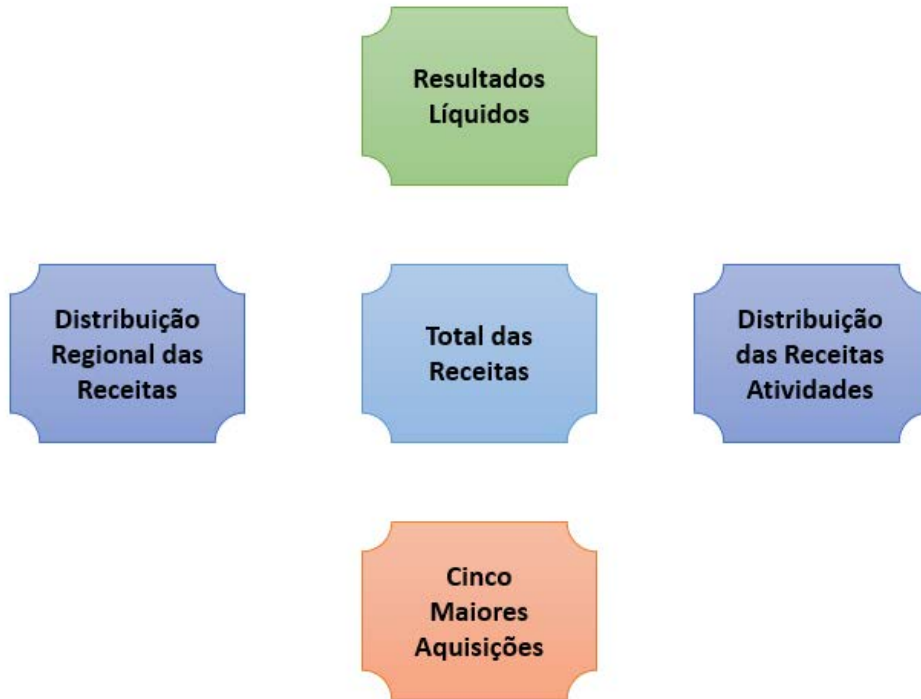 Resultados
Líquidos
Distribuição
Regional das
Receitas
Total das
Receitas
Distribuição
das Receitas
Atividades
Cinco
Maiores
Aquisições